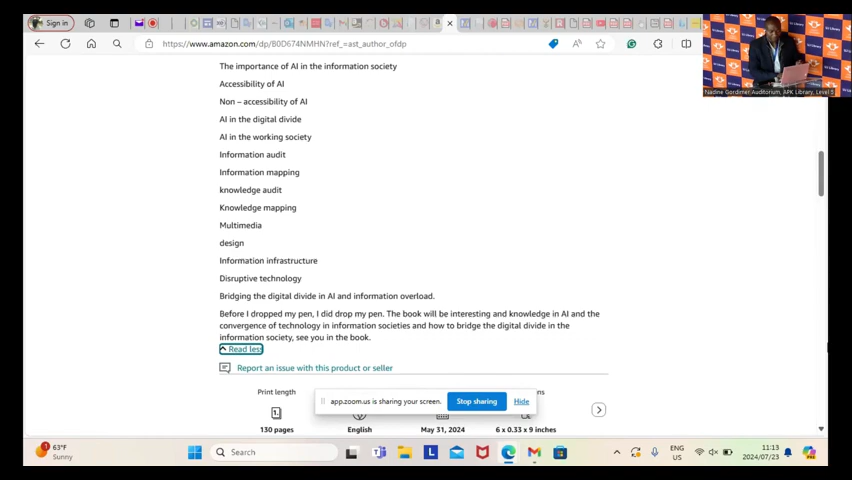 Sign in
https://www.amazon.com/dp/B0D674NMHN?ref_=ast_author_ofdp
The importance of AI in the information society
Accessibility of AI
Non – accessibility of AI
AI in the digital divide
AI in the working society
Information audit
Information mapping
knowledge audit
Knowledge mapping
Multimedia
design
Information infrastructure
Disruptive technology
Bridging the digital divide in AI and information overload.
Before I dropped my pen, I did drop my pen. The book will be interesting and knowledge in AI and the
convergence of technology in information societies and how to bridge the digital divide in the
information society, see you in the book.
Read less
Report an issue with this product or seller
Print length
130 pages
English
May 31, 2024
6 x 0.33 x 9 inches
app.zoom.us is sharing your screen.
Stop sharing
Hide
Nadine Gordimer Auditorium, APK Library, Level 5
63°F
Sunny
Search
ENG
US
11:13
2024/07/23